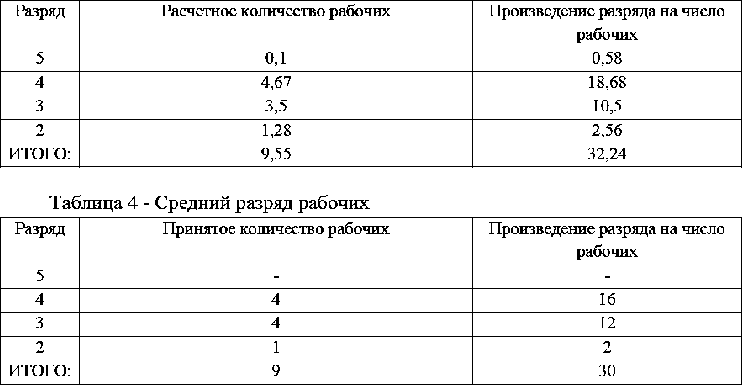 Разряд Расчетное количество рабочих Произведение разряда на число
рабочих
5 0,1 0,58
4 4,67 18,68
3 3,5 10,5
2 1,28 2,56
ИТОГО: 9,55 32,24
Таблица 4 - Средний разряд рабочих
Разряд Принятое количество рабочих Произведение разряда на число
рабочих
5 - -
4 4 16
3 4 12
2 1 2
ИТОГО: 9 30